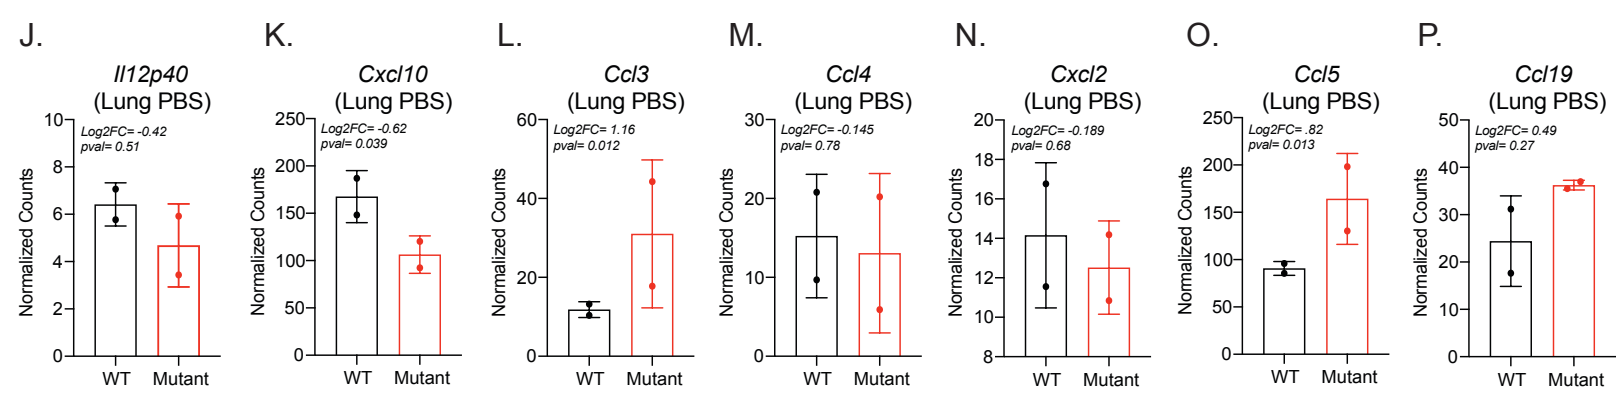 J.
Il12p40
(Lung PBS)
Log2FC= -0.42
pval= 0.51
Normalized Counts
10
8
6
4
2
0
WT Mutant
K.
Cxcl10
(Lung PBS)
Log2FC= -0.62
pval= 0.039
Normalized Counts
250
200
150
100
50
0
WT Mutant
L.
Ccl3
(Lung PBS)
Log2FC= 1.16
pval= 0.012
Normalized Counts
60
40
20
0
WT Mutant
M.
Ccl4
(Lung PBS)
Log2FC= -0.145
pval= 0.78
Normalized Counts
30
20
10
0
WT Mutant
N.
Cxcl2
(Lung PBS)
Log2FC= -0.189
pval= 0.68
Normalized Counts
20
18
16
14
12
10
8
WT Mutant
O.
Ccl5
(Lung PBS)
Log2FC= .82
pval= 0.013
Normalized Counts
250
200
150
100
50
0
WT Mutant
P.
Ccl19
(Lung PBS)
Log2FC= 0.49
pval= 0.27
Normalized Counts
50
40
30
20
10
0
WT Mutant